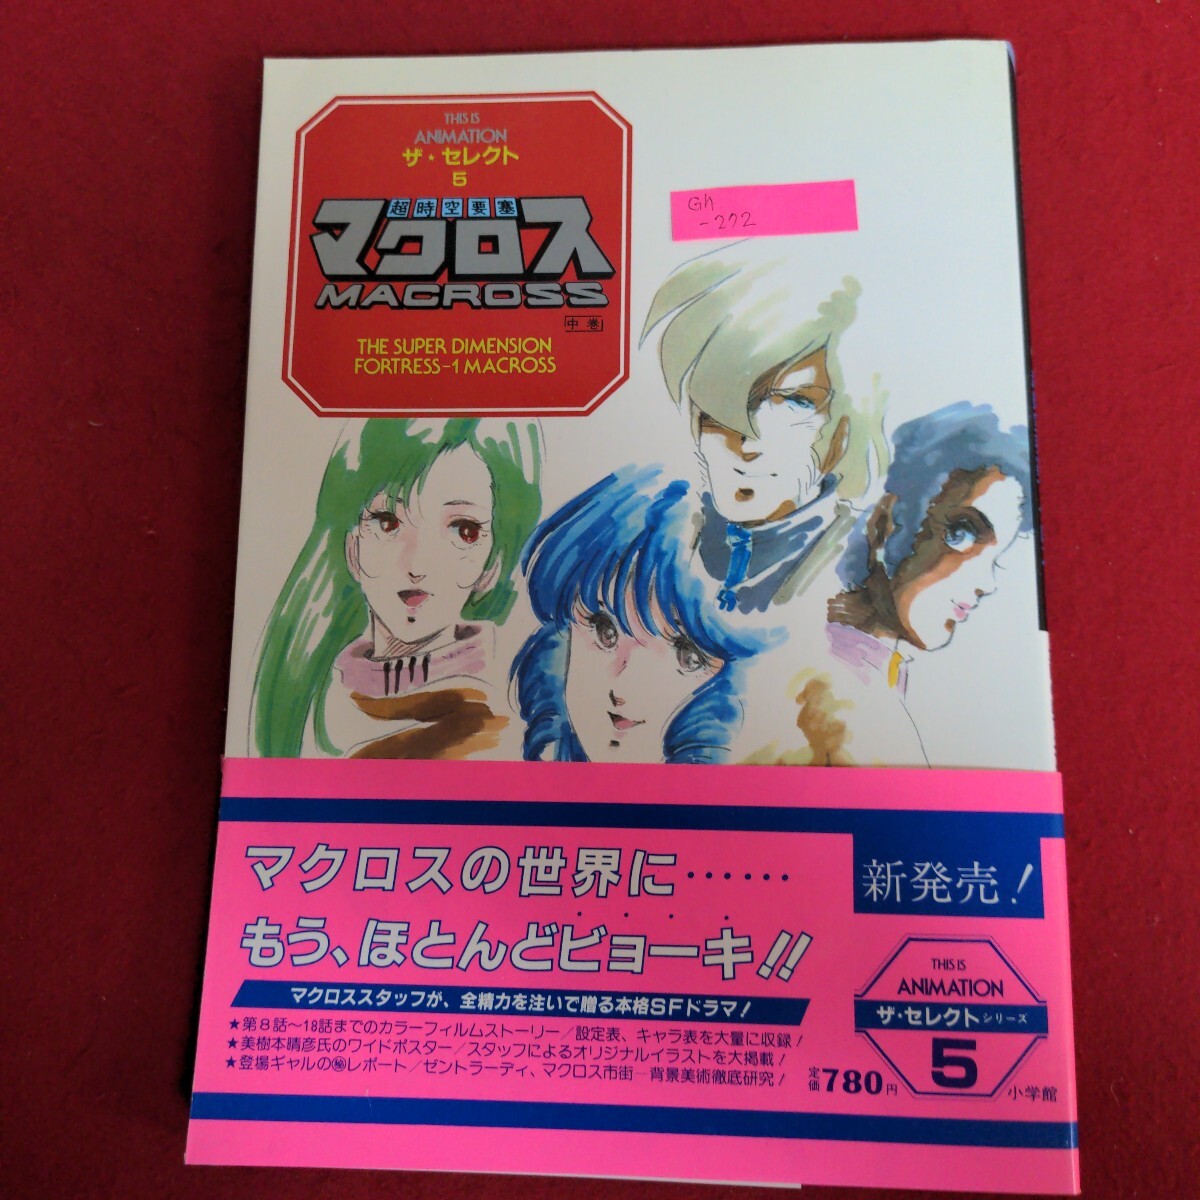 THIS IS
ANIMATION
ザ・セレクト
5
超時空要塞
マクロス
MACROSS
中巻
THE SUPER DIMENSION
FORTRESS-1 MACROSS
Gh
-272
マクロスの世界に……
もう、ほとんどビョーキ!!
マクロススタッフが、全精力を注いで贈る本格SFドラマ!
★第8話~18話までのカラーフィルムストーリー/設定表、キャラ表を大量に収録!
★美樹本晴彦氏のワイドポスター/スタッフによるオリジナルイラストを大掲載!
★登場ギャルの㊙レポート/ゼントラーディ、マクロス市街—背景美術徹底研究!
新発売!
THIS IS
ANIMATION
ザ・セレクトシリーズ
5
定価780円
小学館